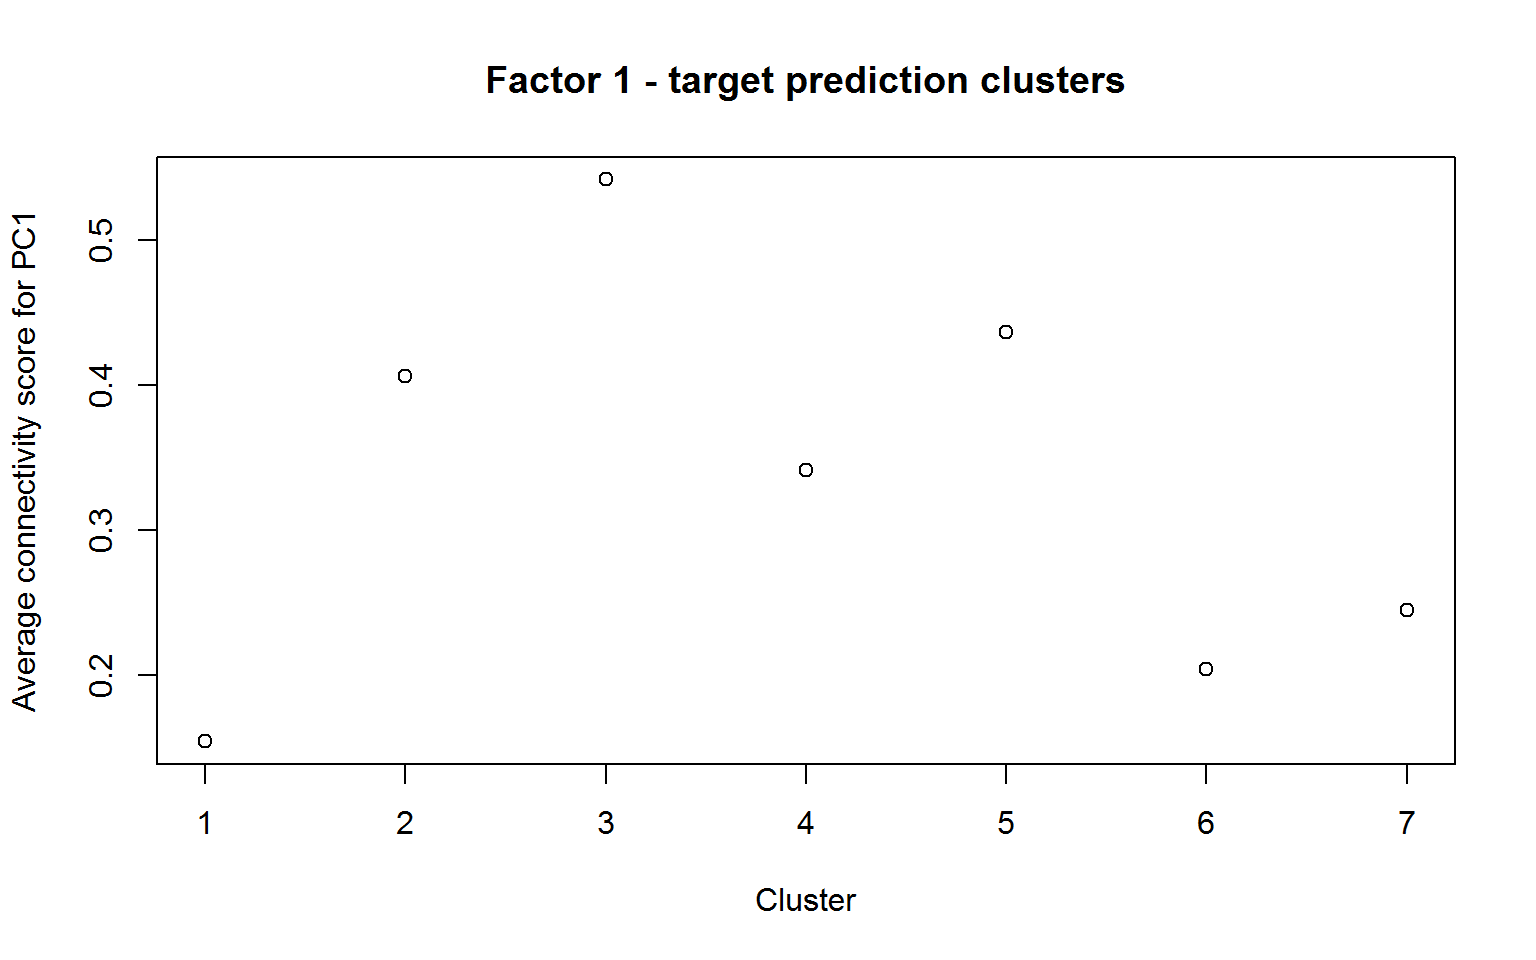 Factor 1 - target prediction clusters
Average connectivity score for PC1
0.5
0.4
0.3
0.2
1 2 3 4 5 6 7
Cluster